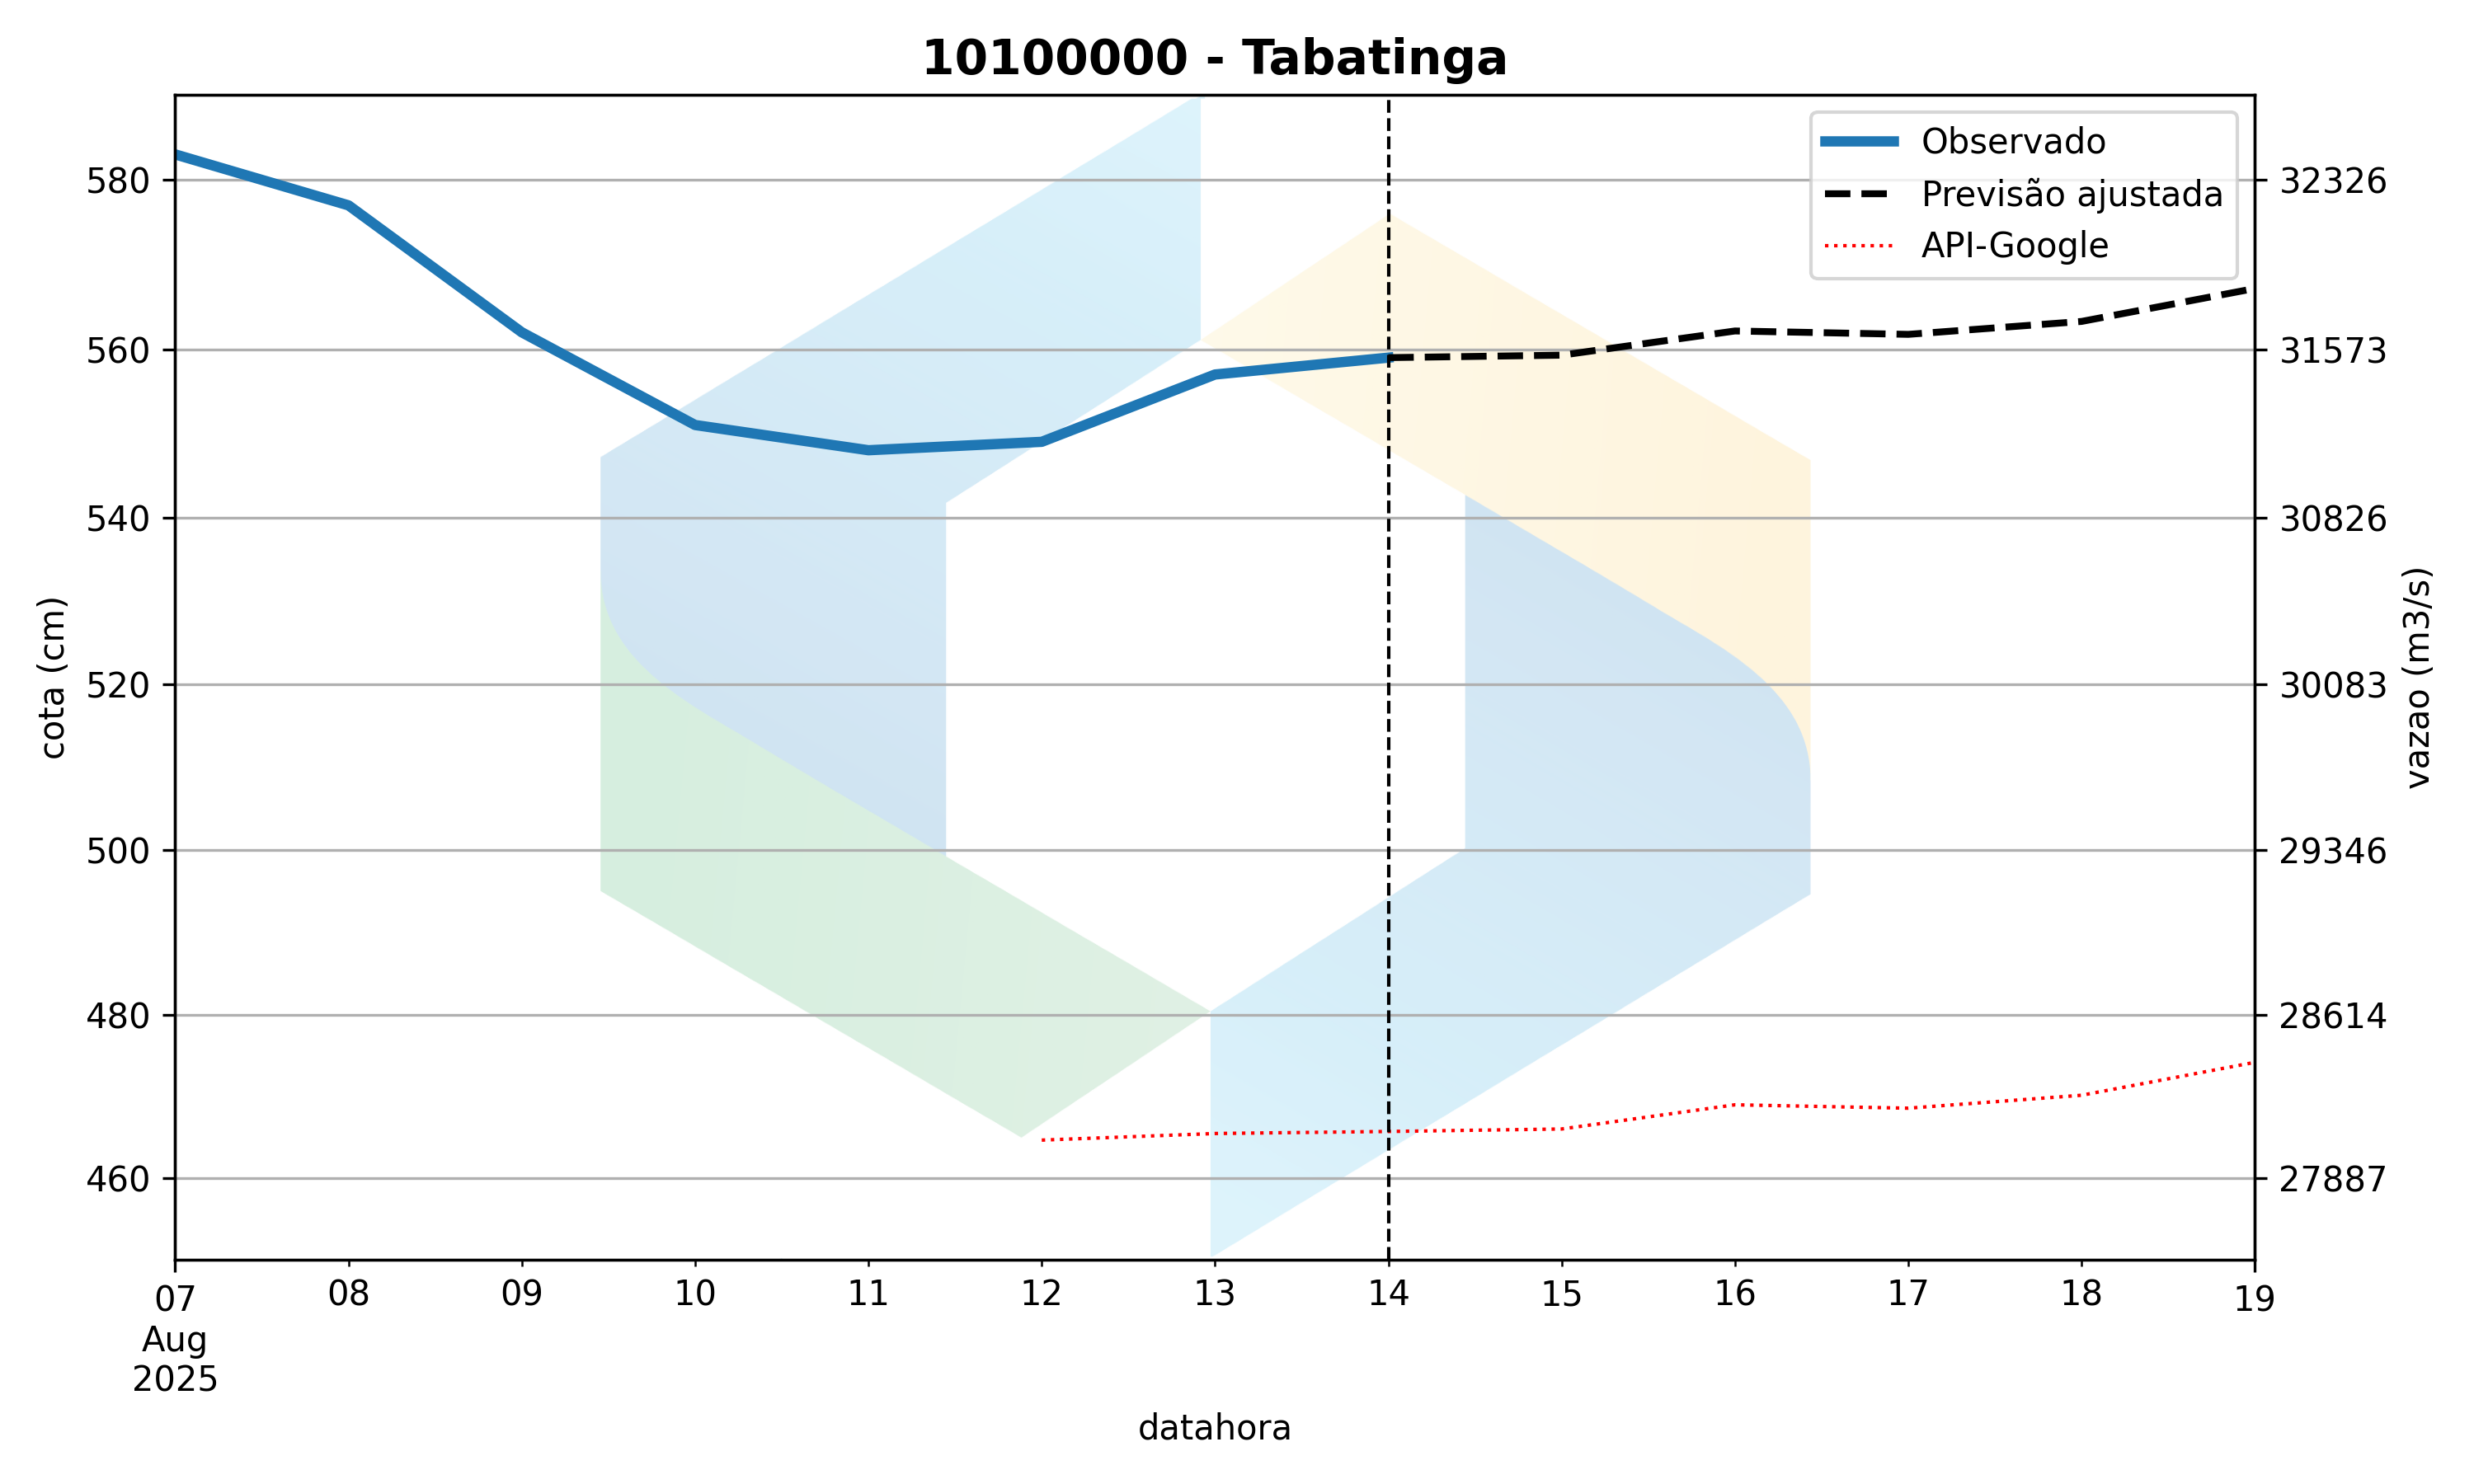 10100000 - Tabatinga
Observado
Previsão ajustada
API-Google
cota (cm)
580
560
540
520
500
480
460
32326
31573
30826
30083
29346
28614
27887
vazao (m3/s)
07 08 09 10 11 12 13 14 15 16 17 18 19
Aug
2025
datahora